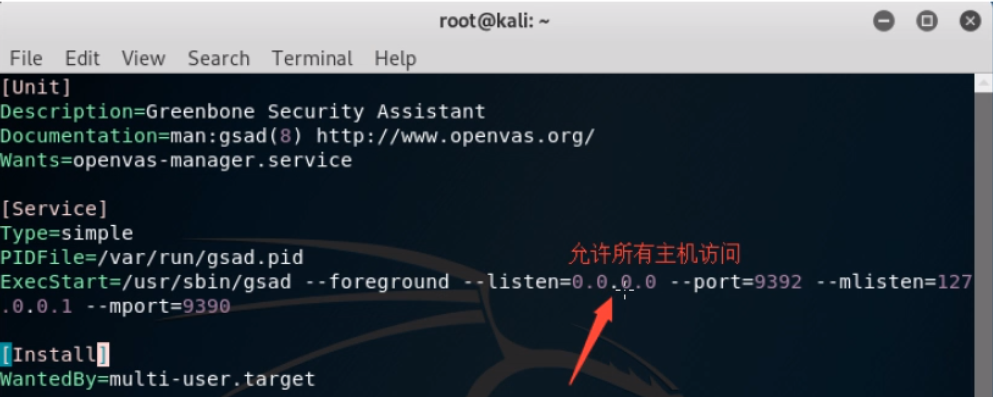 root@kali: ~
File Edit View Search Terminal Help
[Unit]
Description=Greenbone Security Assistant
Documentation=man:gsad(8) http://www.openvas.org/
Wants=openvas-manager.service
[Service]
Type=simple
PIDFile=/var/run/gsad.pid
允许所有主机访问
ExecStart=/usr/sbin/gsad --foreground --listen=0.0.0.0 --port=9392 --mlisten=127
.0.0.1 --mport=9390
[Install]
WantedBy=multi-user.target